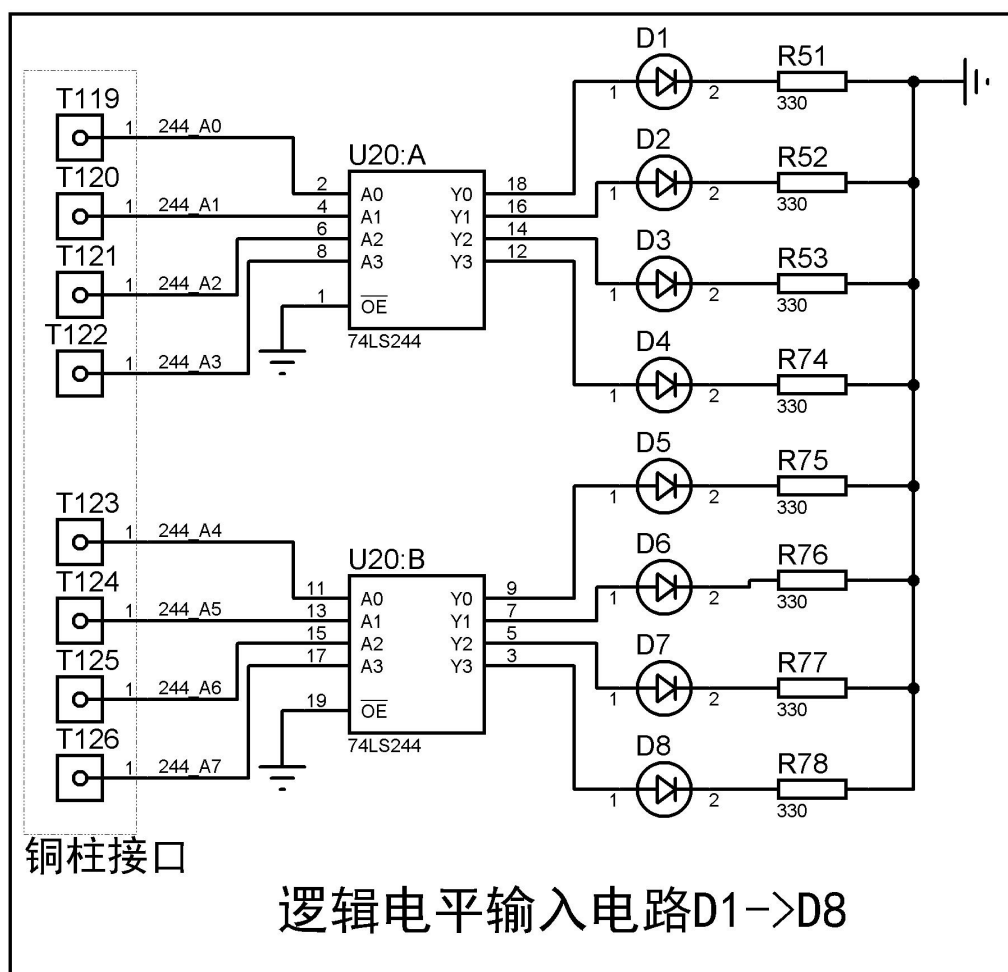 D1
R51
T119
1 2
1 244_A0
330
U20:A
D2
R52
T120
2 A0 Y0 18
1 2
1 244_A1
4 A1 Y1 16
330
6 A2 Y2 14
D3
R53
T121
8 A3 Y3 12
1 244_A2
1 2
1 OE
330
T122
74LS244
D4
R74
1 244_A3
1 2
330
D5
R75
T123
1 2
1 244_A4
330
U20:B
D6
R76
T124
11 A0 Y0 9
1 2
1 244_A5
13 A1 Y1 7
330
15 A2 Y2 5
D7
R77
T125
17 A3 Y3 3
1 244_A6
1 2
19 OE
330
T126
74LS244
D8
R78
1 244_A7
1 2
330
铜柱接口
逻辑电平输入电路D1->D8